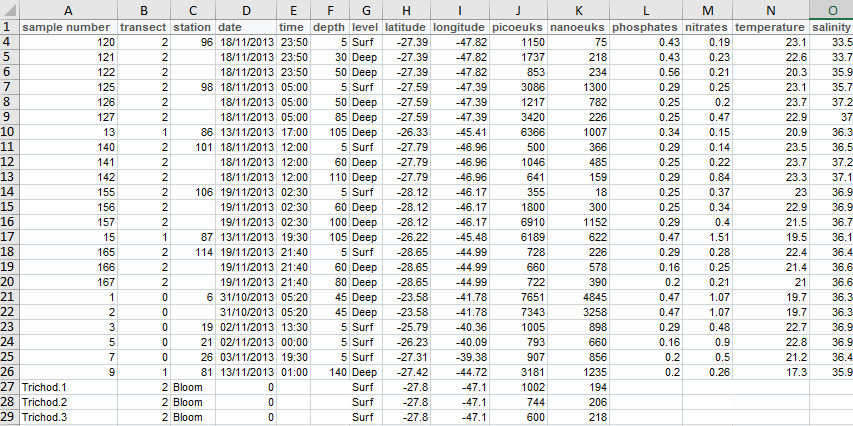 A B C D E F G H I J K L M N O
1 sample number transect station date time depth level latitude longitude picoeuks nanoeuks phosphates nitrates temperature salinity
4 120 2 96 18/11/2013 23:50 5 Surf -27.39 -47.82 1150 75 0.43 0.19 23.1 33.5
5 121 2 18/11/2013 23:50 30 Deep -27.39 -47.82 1737 218 0.43 0.23 22.6 33.7
6 122 2 18/11/2013 23:50 50 Deep -27.39 -47.82 853 234 0.56 0.21 20.3 35.9
7 125 2 98 18/11/2013 05:00 5 Surf -27.59 -47.39 3086 1300 0.29 0.25 23.1 35.7
8 126 2 18/11/2013 05:00 50 Deep -27.59 -47.39 1217 782 0.25 0.2 23.7 37.2
9 127 2 18/11/2013 05:00 85 Deep -27.59 -47.39 3420 226 0.25 0.47 22.9 37
10 13 1 86 13/11/2013 17:00 105 Deep -26.33 -45.41 6366 1007 0.34 0.15 20.9 36.3
11 140 2 101 18/11/2013 12:00 5 Surf -27.79 -46.96 500 366 0.29 0.14 23.5 36.5
12 141 2 18/11/2013 12:00 60 Deep -27.79 -46.96 1046 485 0.25 0.22 23.7 37.2
13 142 2 18/11/2013 12:00 110 Deep -27.79 -46.96 641 159 0.29 0.84 23.3 37.1
14 155 2 106 19/11/2013 02:30 5 Surf -28.12 -46.17 355 18 0.25 0.37 23 36.9
15 156 2 19/11/2013 02:30 60 Deep -28.12 -46.17 1800 300 0.25 0.34 22.9 36.9
16 157 2 19/11/2013 02:30 100 Deep -28.12 -46.17 6910 1152 0.29 0.4 21.5 36.7
17 15 1 87 13/11/2013 19:30 105 Deep -26.22 -45.48 6189 622 0.47 1.51 19.5 36.1
18 165 2 114 19/11/2013 21:40 5 Surf -28.65 -44.99 728 226 0.29 0.28 22.4 36.4
19 166 2 19/11/2013 21:40 60 Deep -28.65 -44.99 660 578 0.16 0.25 21.4 36.6
20 167 2 19/11/2013 21:40 80 Deep -28.65 -44.99 722 390 0.2 0.21 21 36.6
21 1 0 6 31/10/2013 05:20 45 Deep -23.58 -41.78 7651 4845 0.47 1.07 19.7 36.3
22 2 0 31/10/2013 05:20 45 Deep -23.58 -41.78 7343 3258 0.47 1.07 19.7 36.3
23 3 0 19 02/11/2013 13:30 5 Surf -25.79 -40.36 1005 898 0.29 0.48 22.7 36.9
24 5 0 21 02/11/2013 00:00 5 Surf -26.23 -40.09 793 660 0.16 0.9 22.8 36.9
25 7 0 26 03/11/2013 19:30 5 Surf -27.31 -39.38 907 856 0.2 0.5 21.2 36.4
26 9 1 81 13/11/2013 01:00 140 Deep -27.42 -44.72 3181 1235 0.2 0.26 17.3 35.9
27 Trichod.1 2 Bloom 0 Surf -27.8 -47.1 1002 194
28 Trichod.2 2 Bloom 0 Surf -27.8 -47.1 744 206
29 Trichod.3 2 Bloom 0 Surf -27.8 -47.1 600 218